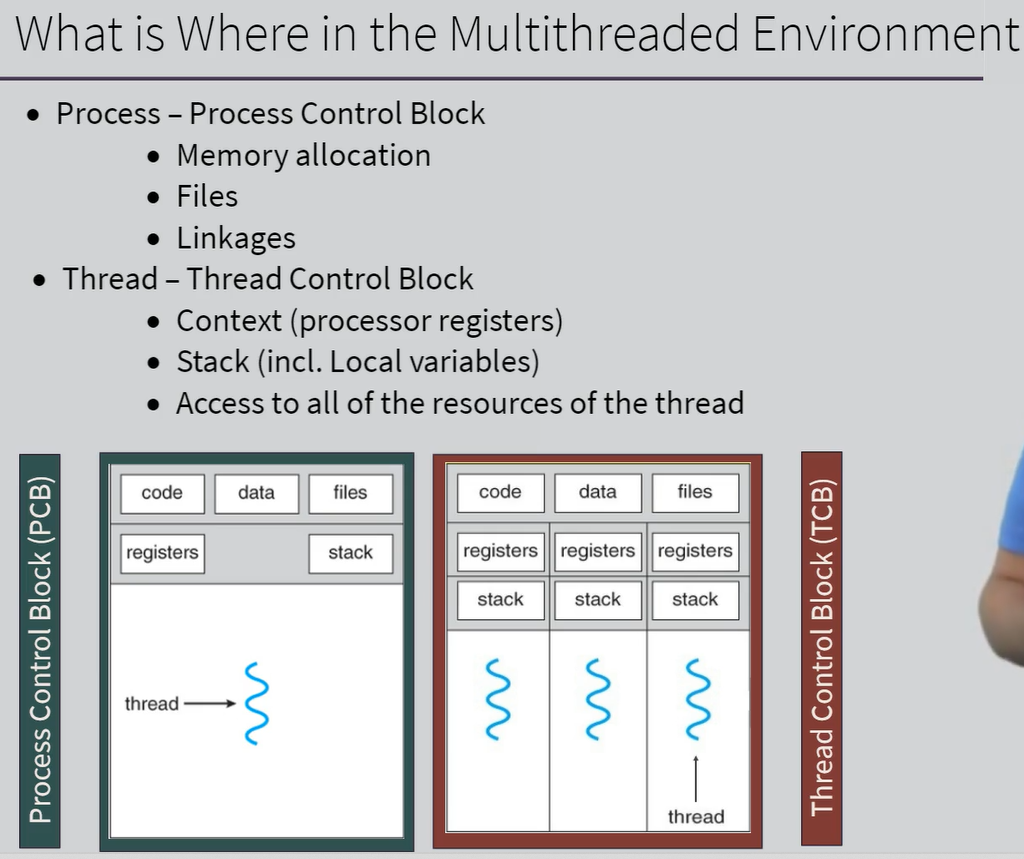 What is Where in the Multithreaded Environment
• Process – Process Control Block
• Memory allocation
• Files
• Linkages
• Thread – Thread Control Block
• Context (processor registers)
• Stack (incl. Local variables)
• Access to all of the resources of the thread
Process Control Block (PCB)
code data files
registers stack
thread
code data files
registers registers registers
stack stack stack
thread
Thread Control Block (TCB)